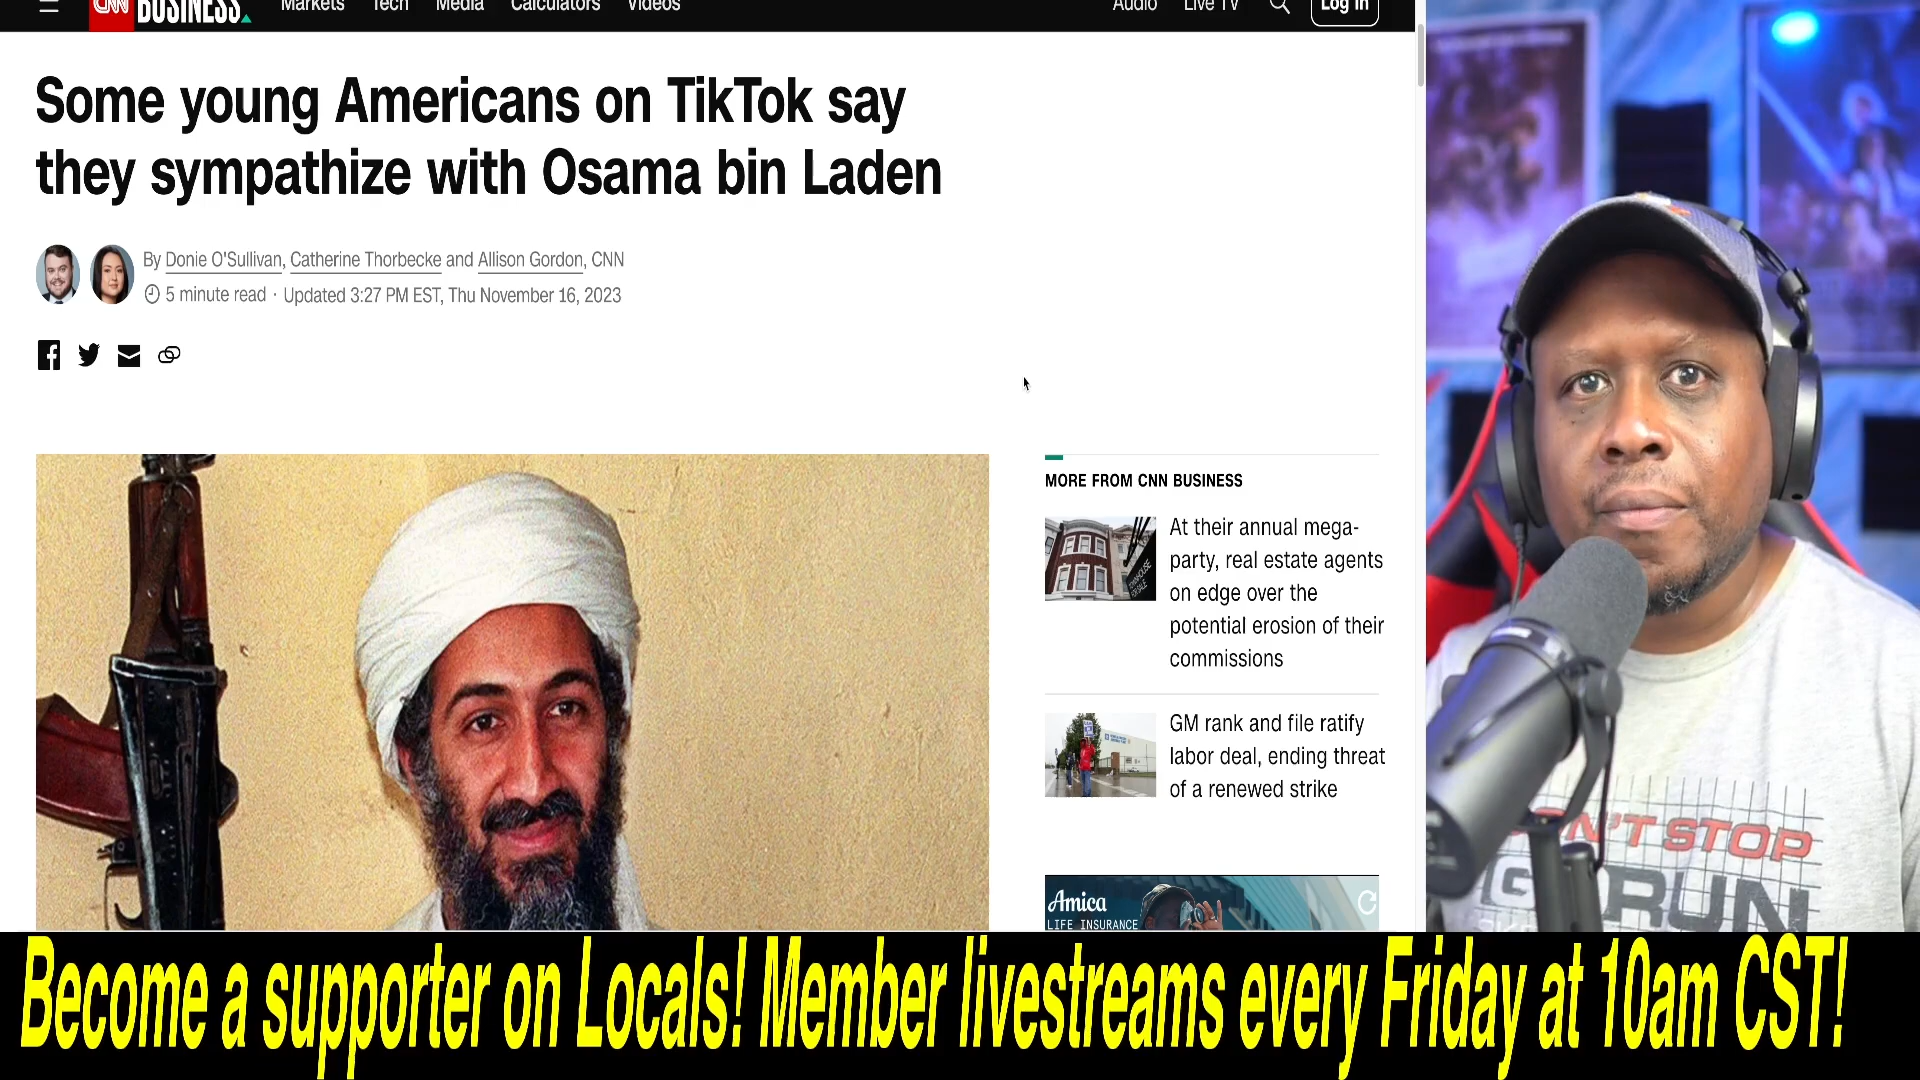 CNN BUSINESS
Markets Tech Media Calculators Videos Audio Live TV Log In
Some young Americans on TikTok say
they sympathize with Osama bin Laden
By Donie O'Sullivan, Catherine Thorbecke and Allison Gordon, CNN
5 minute read · Updated 3:27 PM EST, Thu November 16, 2023
MORE FROM CNN BUSINESS
At their annual mega-
party, real estate agents
on edge over the
potential erosion of their
commissions
GM rank and file ratify
labor deal, ending threat
of a renewed strike
Amica
LIFE INSURANCE
N'T STOP
RUN
Become a supporter on Locals! Member livestreams every Friday at 10am CST!